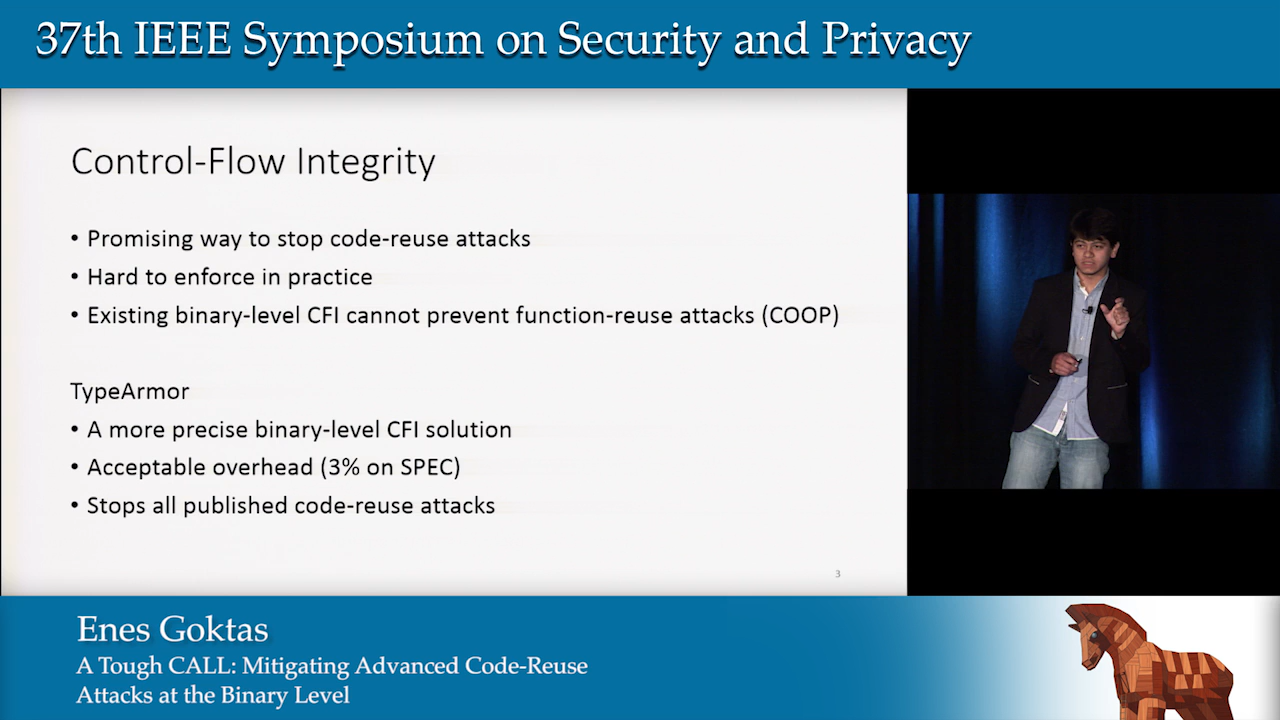 37th IEEE Symposium on Security and Privacy
Control-Flow Integrity
• Promising way to stop code-reuse attacks
• Hard to enforce in practice
• Existing binary-level CFI cannot prevent function-reuse attacks (COOP)
TypeArmor
• A more precise binary-level CFI solution
• Acceptable overhead (3% on SPEC)
• Stops all published code-reuse attacks
3
Enes Goktas
A Tough CALL: Mitigating Advanced Code-Reuse
Attacks at the Binary Level